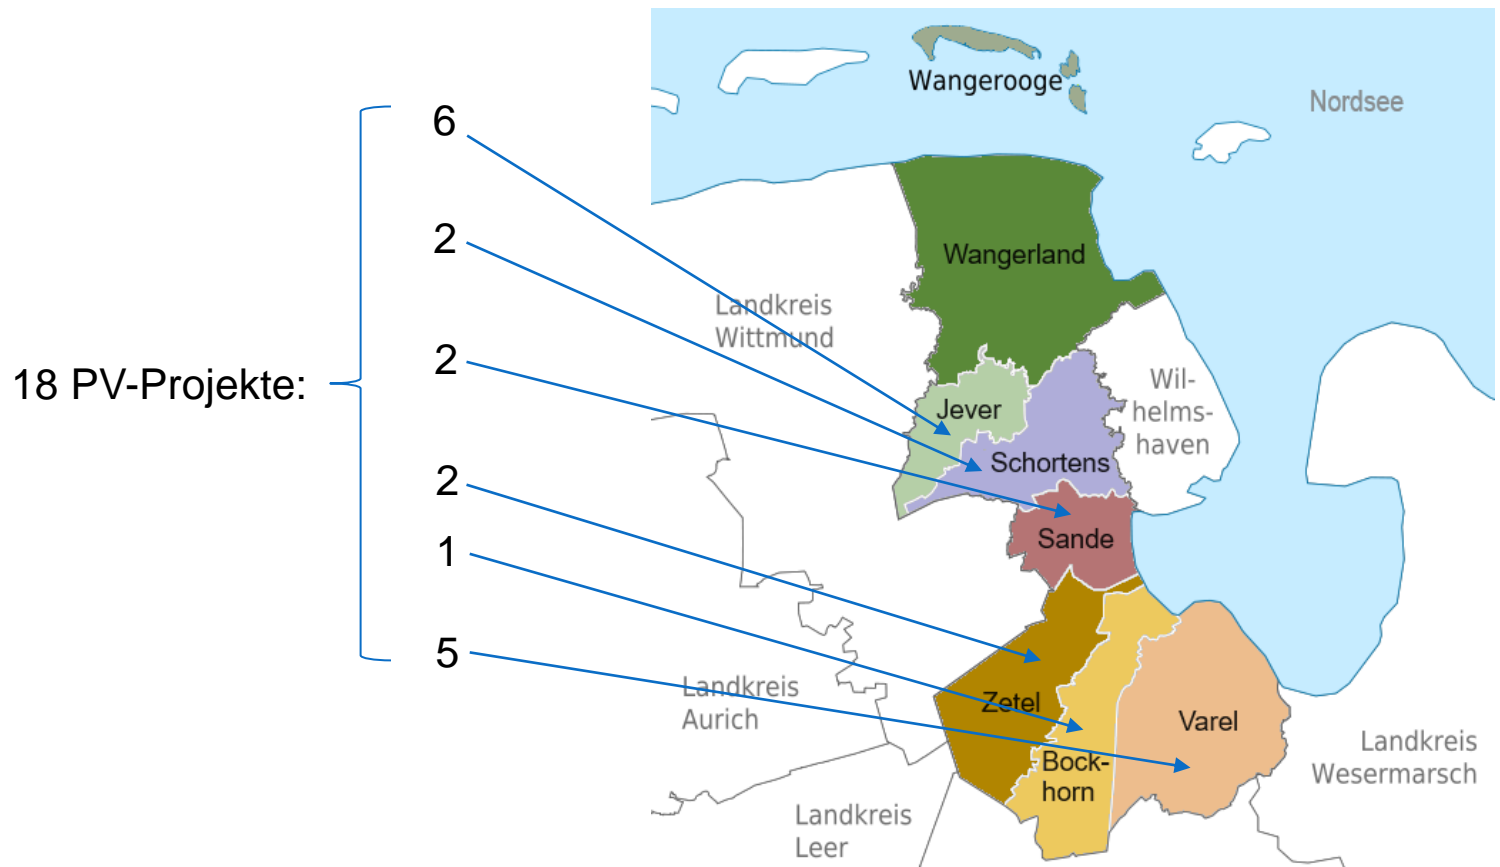 18 PV-Projekte:
6
2
2
2
1
5
Wangerooge
Nordsee
Wangerland
Landkreis
Wittmund
Jever
Wil-
helms-
haven
Schortens
Sande
Landkreis
Aurich
Zetel
Varel
Bock-
horn
Landkreis
Wesermarsch
Landkreis
Leer